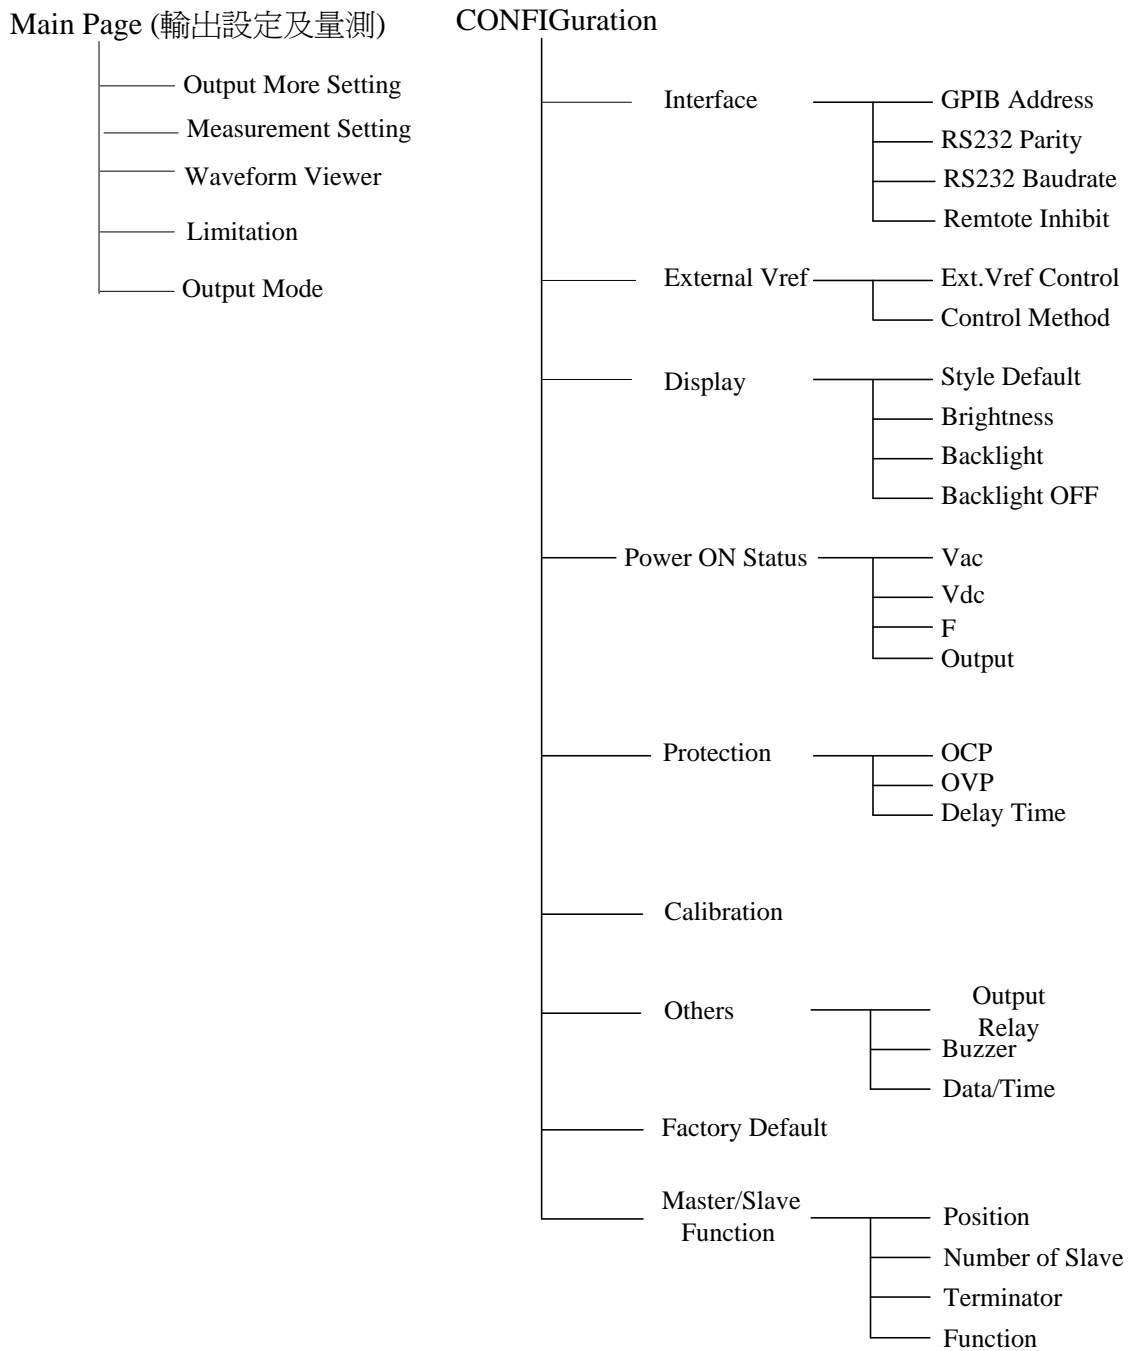 Main Page (輸出設定及量測)
Output More Setting
Measurement Setting
Waveform Viewer
Limitation
Output Mode
CONFIGuration
Interface
GPIB Address
RS232 Parity
RS232 Baudrate
Remtote Inhibit
External Vref
Ext.Vref Control
Control Method
Display
Style Default
Brightness
Backlight
Backlight OFF
Power ON Status
Vac
Vdc
F
Output
Protection
OCP
OVP
Delay Time
Calibration
Others
Output
Relay
Buzzer
Data/Time
Factory Default
Master/Slave
Function
Position
Number of Slave
Terminator
Function